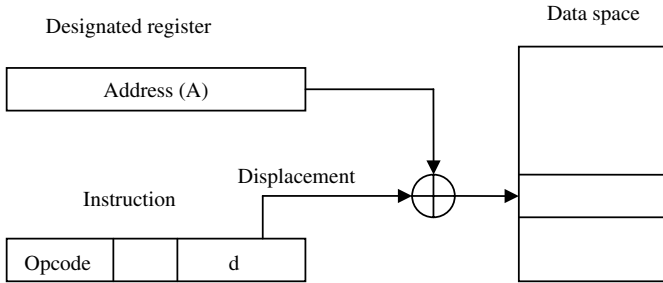 Data space
Designated register
Address (A)
Displacement
Instruction
Opcode
d